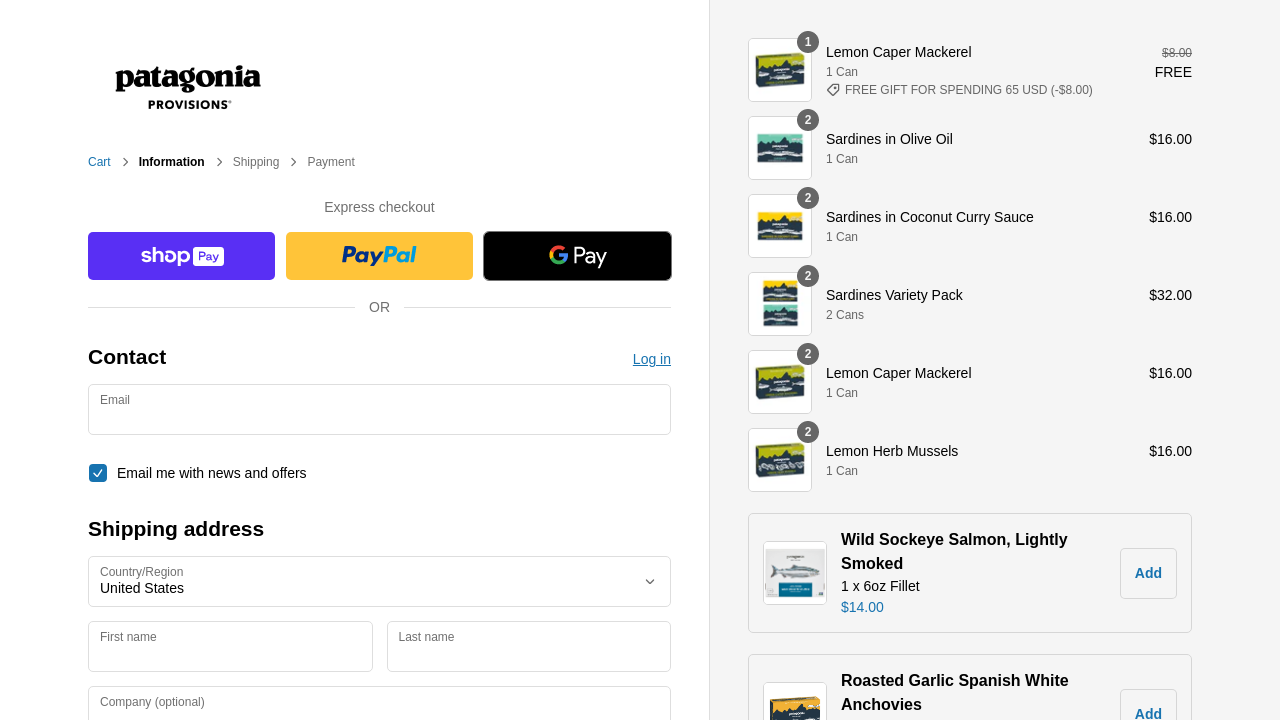 patagonia
PROVISIONS
Cart > Information > Shipping > Payment
Express checkout
shop Pay
PayPal
G Pay
OR
Contact
Log in
Email
Email me with news and offers
Shipping address
Country/Region
United States
First name
Last name
Company (optional)
1
Lemon Caper Mackerel
$8.00
1 Can
FREE
FREE GIFT FOR SPENDING 65 USD (-$8.00)
2
Sardines in Olive Oil
$16.00
1 Can
2
Sardines in Coconut Curry Sauce
$16.00
1 Can
2
Sardines Variety Pack
$32.00
2 Cans
2
Lemon Caper Mackerel
$16.00
1 Can
2
Lemon Herb Mussels
$16.00
1 Can
Wild Sockeye Salmon, Lightly
Smoked
1 x 6oz Fillet
$14.00
Add
Roasted Garlic Spanish White
Anchovies
Add